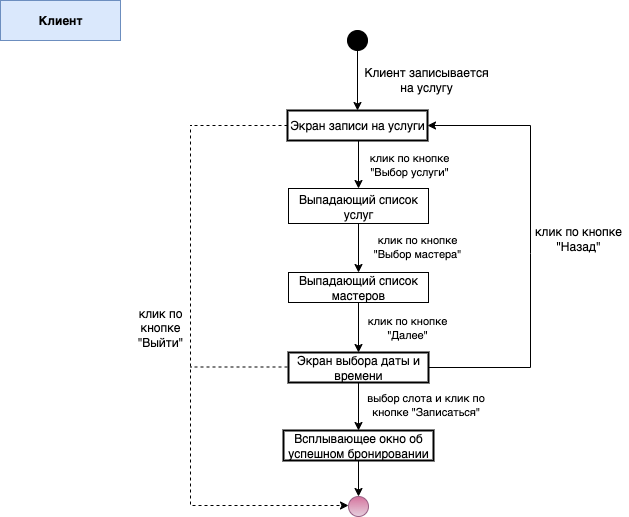 Клиент
Клиент записывается
на услугу
Экран записи на услуги
клик по кнопке
"Выбор услуги"
Выпадающий список
услуг
клик по кнопке
"Выбор мастера"
клик по кнопке
"Назад"
Выпадающий список
мастеров
клик по
кнопке
"Выйти"
клик по кнопке
"Далее"
Экран выбора даты и
времени
выбор слота и клик по
кнопке "Записаться"
Всплывающее окно об
успешном бронировании